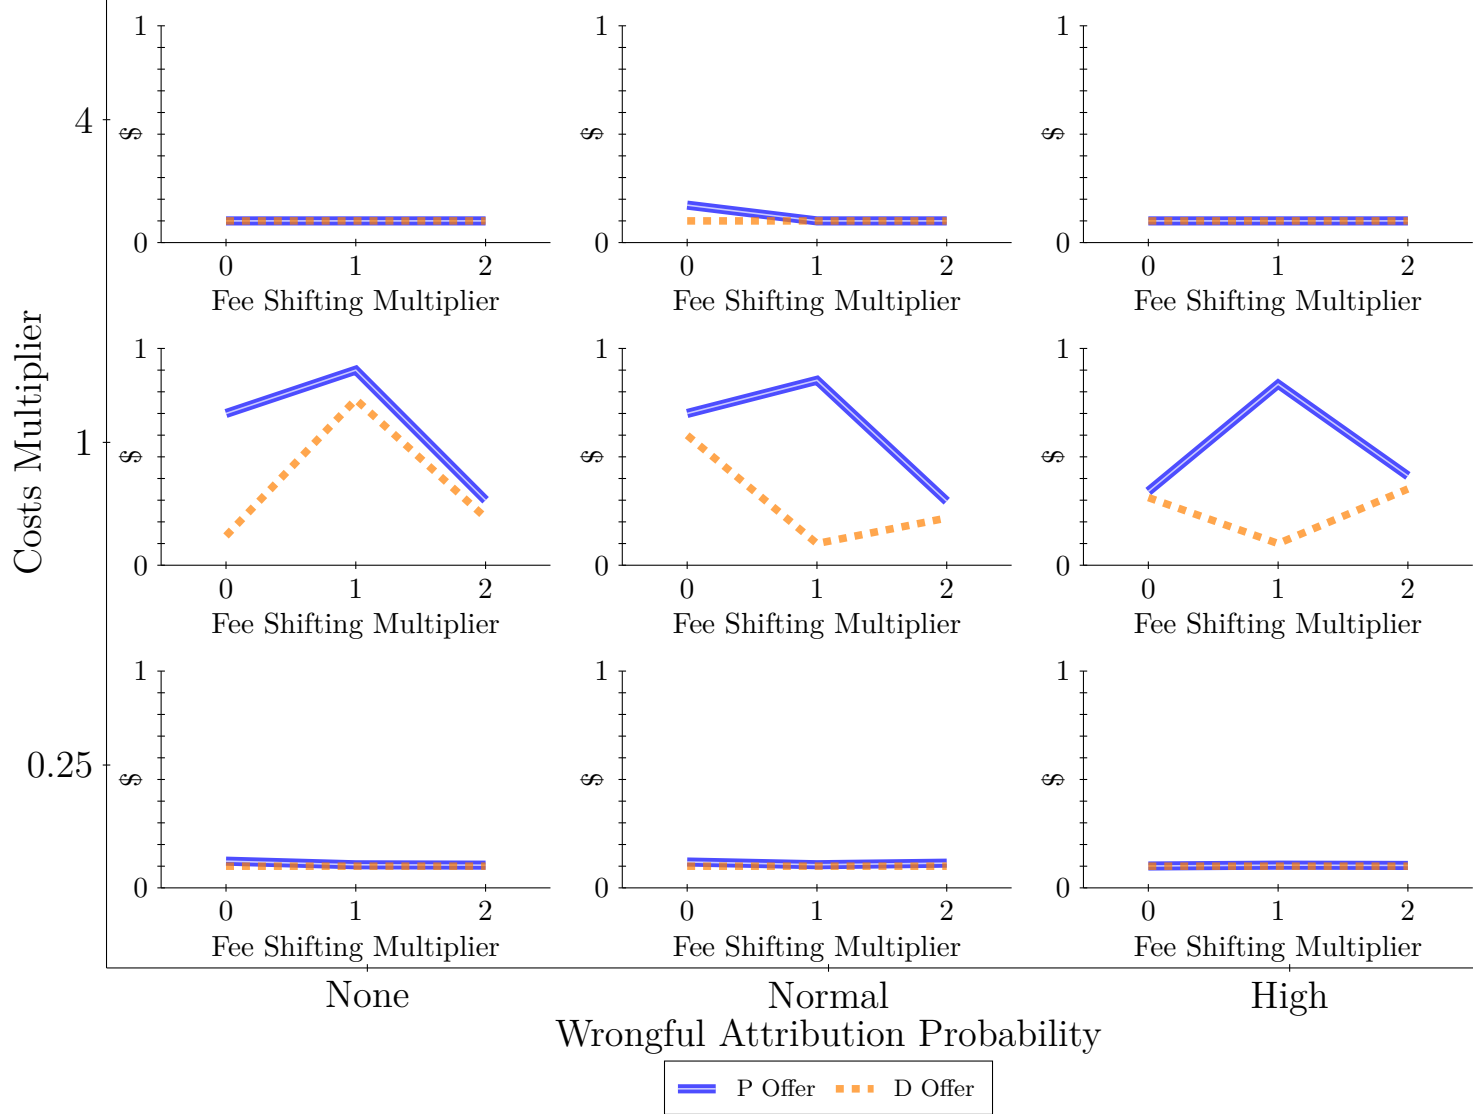 Costs Multiplier
4
1
0.25
1
$
0
0 1 2
Fee Shifting Multiplier
1
$
0
0 1 2
Fee Shifting Multiplier
1
$
0
0 1 2
Fee Shifting Multiplier
1
$
0
0 1 2
Fee Shifting Multiplier
1
$
0
0 1 2
Fee Shifting Multiplier
1
$
0
0 1 2
Fee Shifting Multiplier
1
$
0
0 1 2
Fee Shifting Multiplier
1
$
0
0 1 2
Fee Shifting Multiplier
1
$
0
0 1 2
Fee Shifting Multiplier
None Normal High
Wrongful Attribution Probability
P Offer D Offer